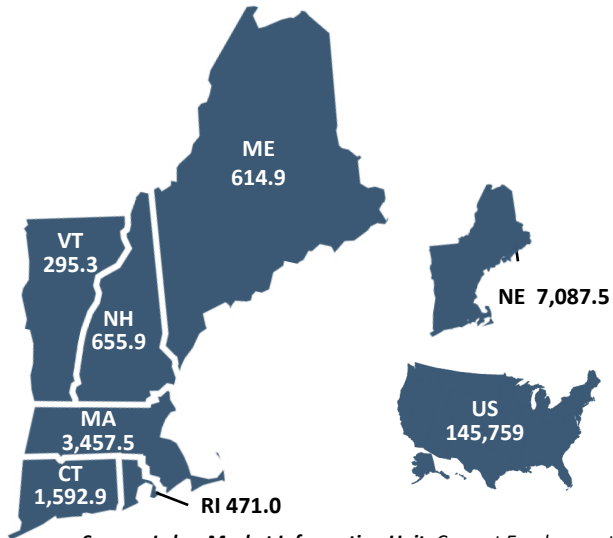 ME
614.9
VT
295.3
NH
655.9
NE 7,087.5
MA
3,457.5
US
145,759
CT
1,592.9
RI 471.0